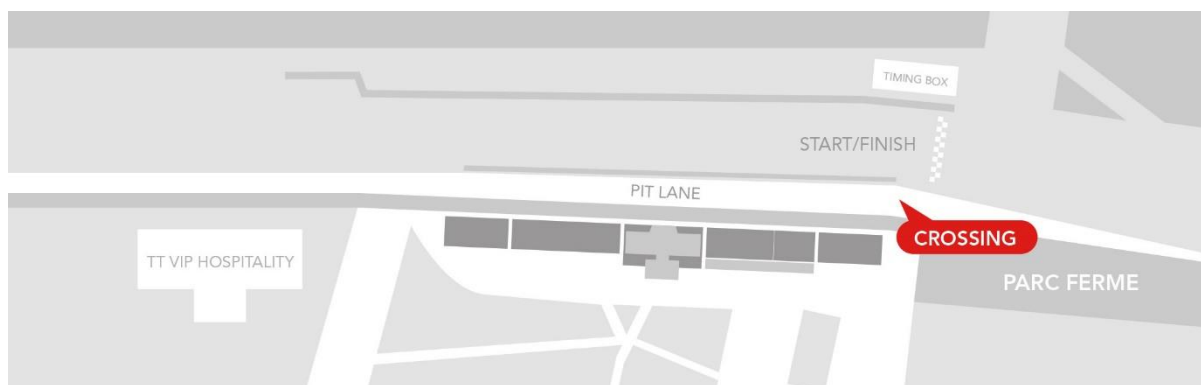 TIMING BOX
START/FINISH
PIT LANE
CROSSING
TT VIP HOSPITALITY
PARC FERME